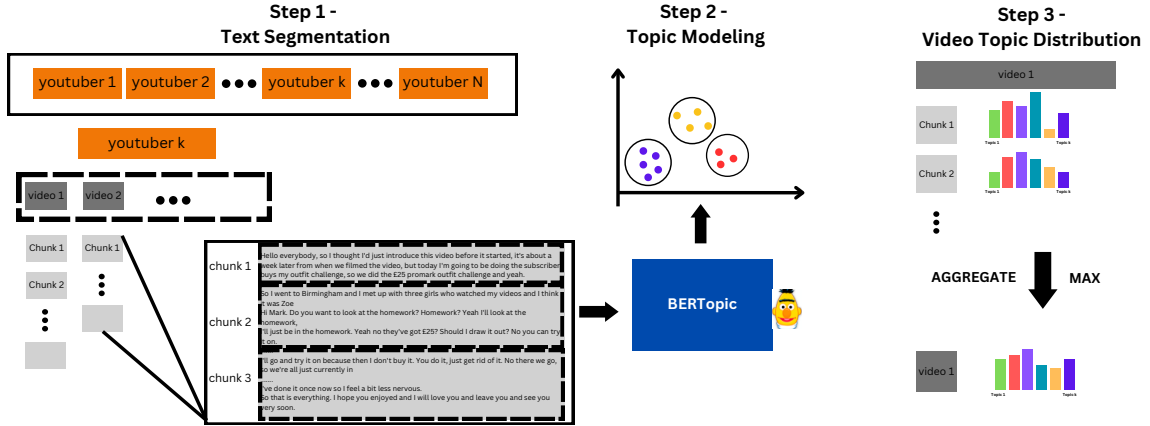 Step 1 -
Text Segmentation
youtuber 1
youtuber 2
youtuber k
youtuber N
youtuber k
video 1
video 2
Chunk 1
Chunk 1
Chunk 2
chunk 1
Hello everybody, so I thought I'd just introduce this video before it started, it's about a
week later from when we filmed the video, but today I'm going to be doing the subscriber
buys my outfit challenge, so we did the £25 promark outfit challenge and yeah.
chunk 2
So I went to Birmingham and I met up with three girls who watched my videos and I think
it was Zoe
Hi Mark. Do you want to look at the homework? Homework? Yeah I'll look at the
homework,
I'll just be in the homework. Yeah no they've got £25? Should I draw it out? No you can try
it on.
chunk 3
I'll go and try it on because then I don't buy it. You do it, just get rid of it. No there we go,
so we're all just currently in
......
I've done it once now so I feel a bit less nervous.
So that is everything. I hope you enjoyed and I will love you and leave you and see you
very soon.
Step 2 -
Topic Modeling
BERTopic
Step 3 -
Video Topic Distribution
video 1
Chunk 1
Topic 1
Topic k
Chunk 2
Topic 1
Topic k
AGGREGATE
MAX
video 1
Topic 1
Topic k